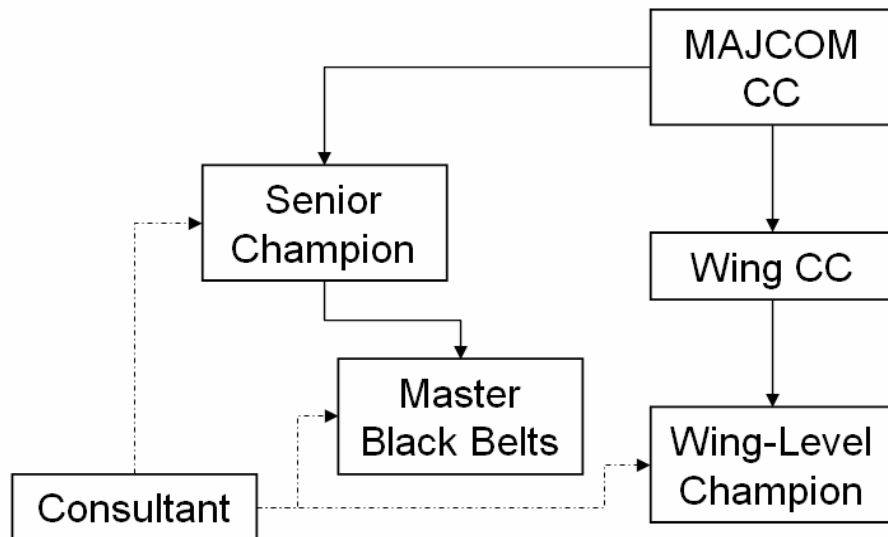 MAJCOM
CC
Senior
Champion
Wing CC
Master
Black Belts
Wing-Level
Champion
Consultant